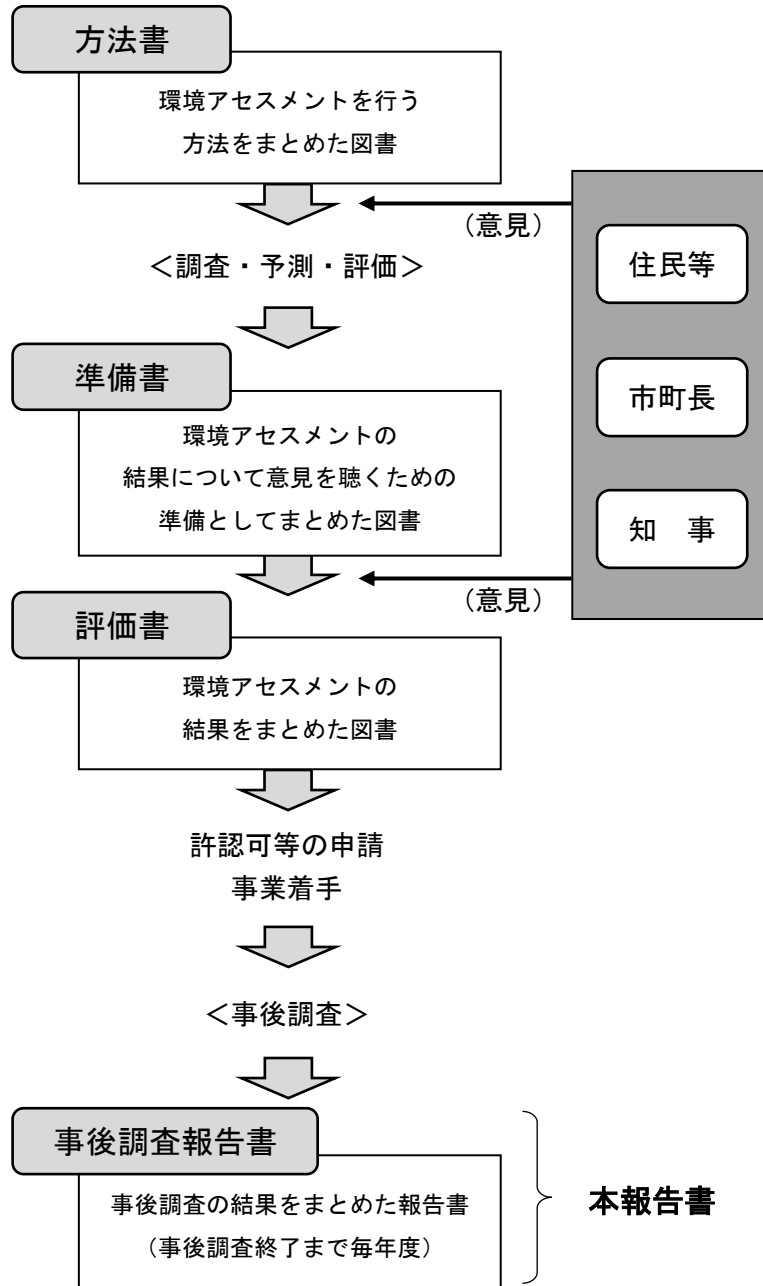 方法書
環境アセスメントを行う
方法をまとめた図書
（意見）
＜調査・予測・評価＞
住民等
市町長
知　事
準備書
環境アセスメントの
結果について意見を聴くための
準備としてまとめた図書
（意見）
評価書
環境アセスメントの
結果をまとめた図書
許認可等の申請
事業着手
＜事後調査＞
事後調査報告書
事後調査の結果をまとめた報告書
（事後調査終了まで毎年度）
本報告書